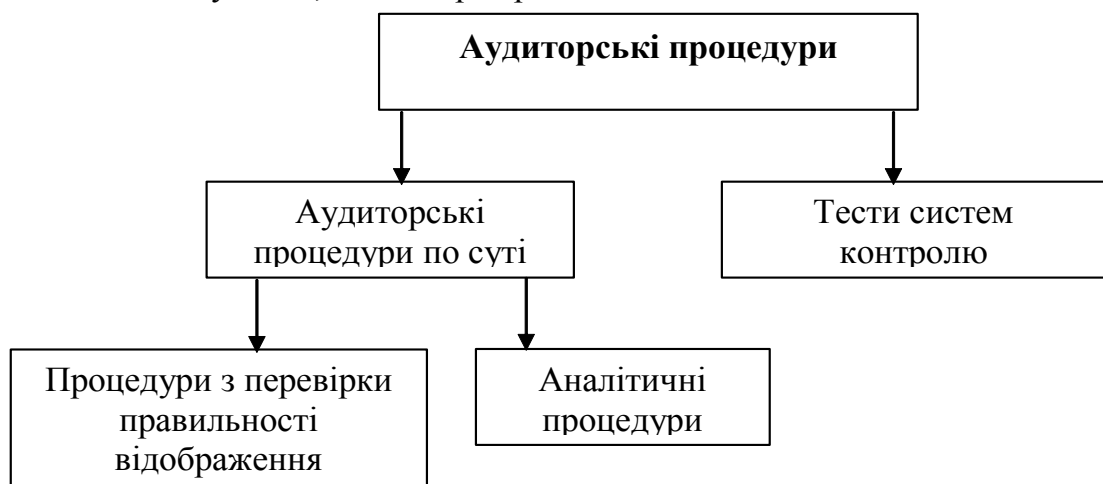 Аудиторські процедури
Аудиторські
процедури по суті
Тести систем
контролю
Процедури з перевірки
правильності
відображення
Аналітичні
процедури